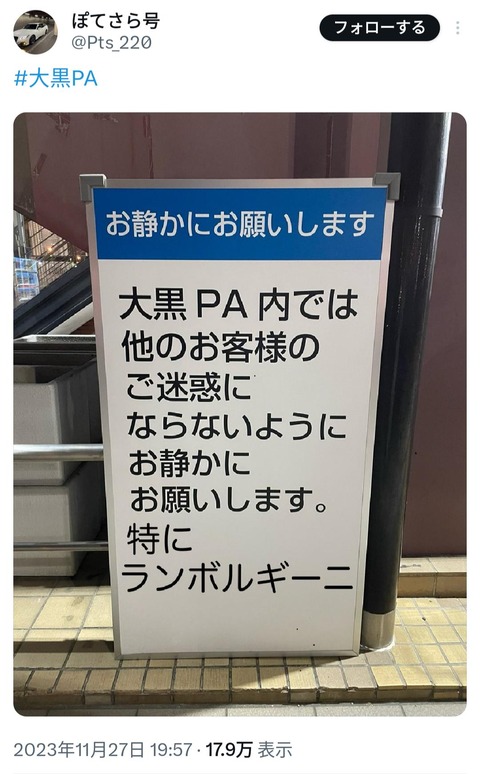 ぽてさら号
@Pts_220
フォローする
#大黒PA
お静かにお願いします
大黒 PA 内では
他のお客様の
ご迷惑に
ならないように
お静かに
お願いします。
特に
ランボルギーニ
2023年11月27日 19:57 · 17.9万 表示